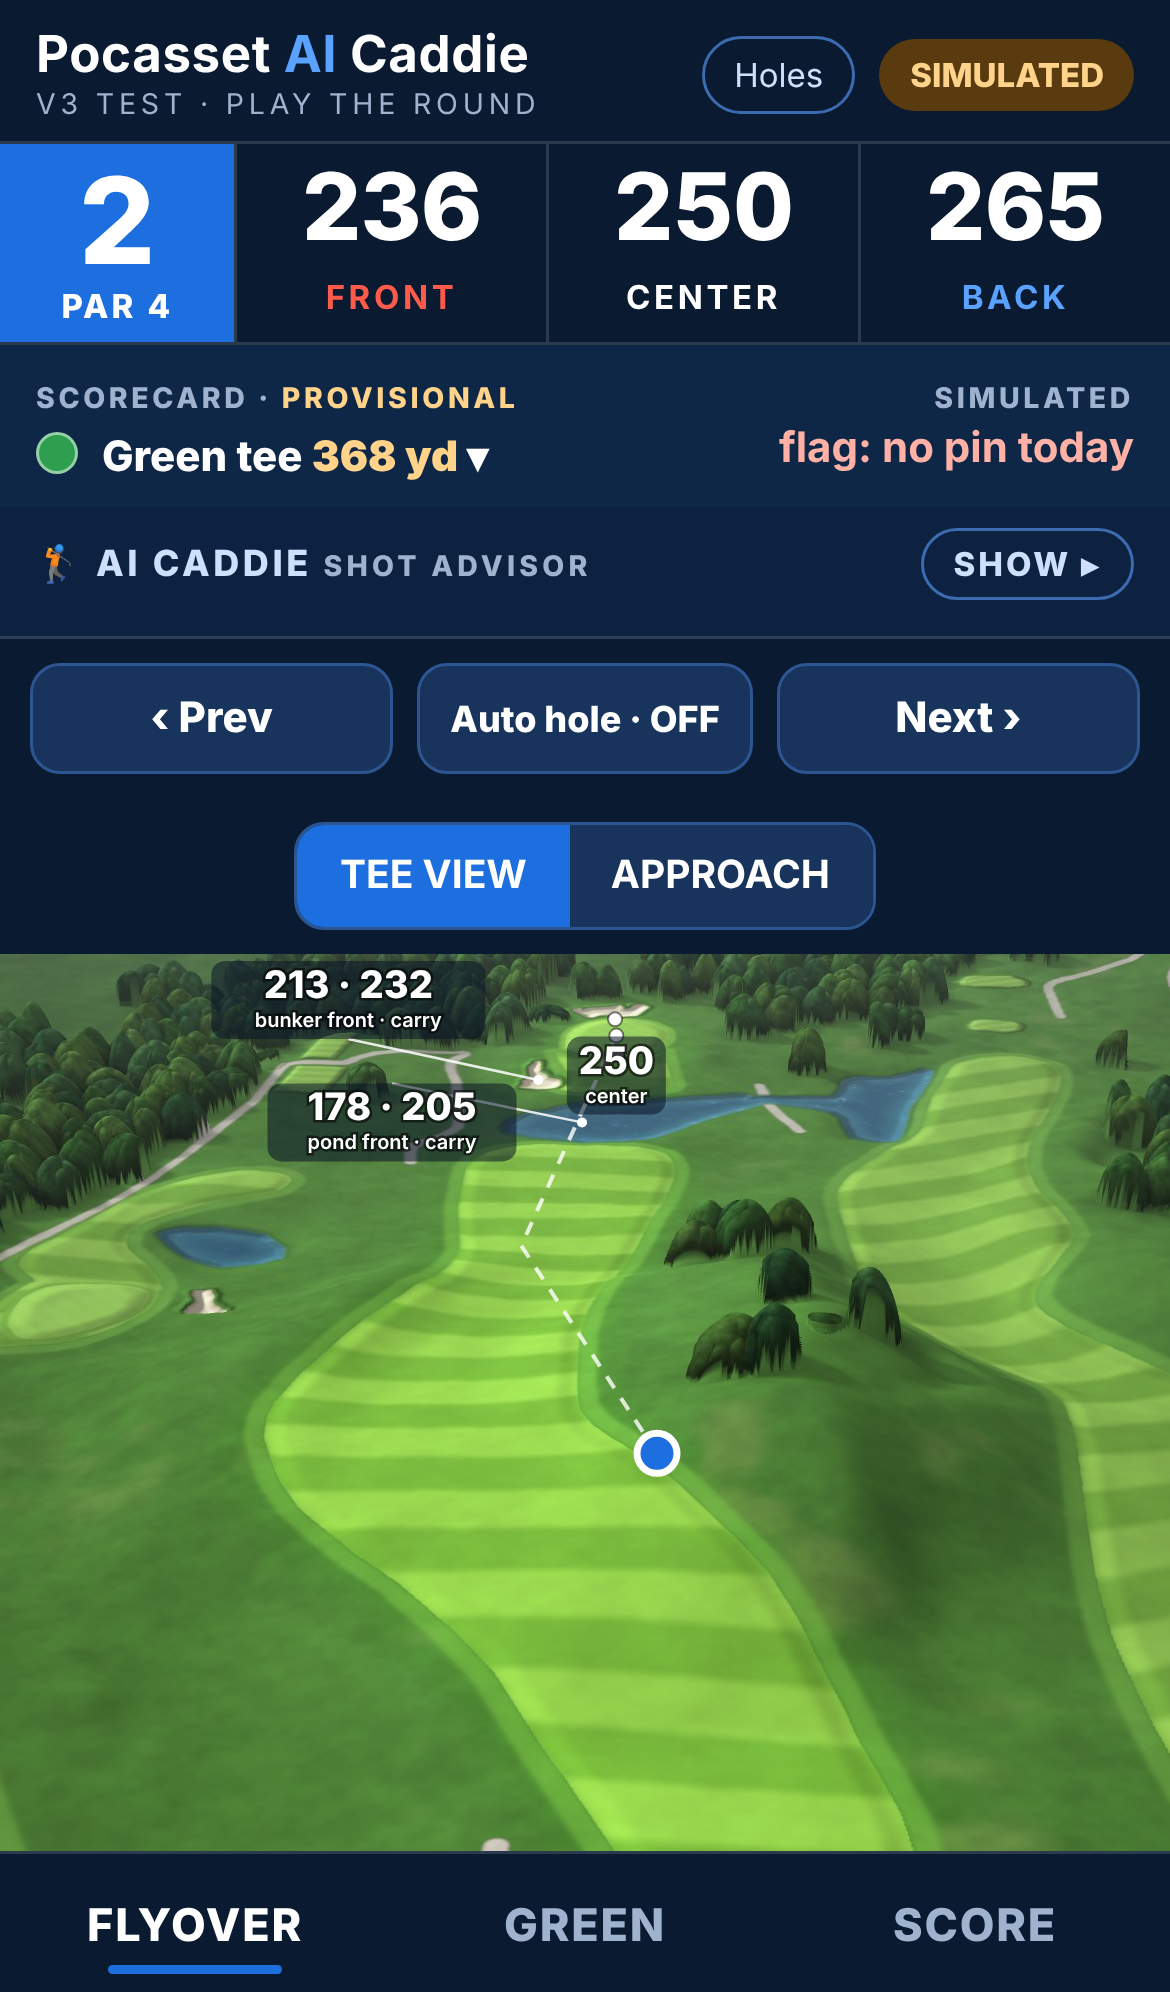 Pocasset AI Caddie
V3 TEST · PLAY THE ROUND
Holes
SIMULATED
2
PAR 4
236
FRONT
250
CENTER
265
BACK
SCORECARD · PROVISIONAL
Green tee 368 yd ▾
SIMULATED
flag: no pin today
AI CADDIE SHOT ADVISOR
SHOW ▸
‹ Prev
Auto hole · OFF
Next ›
TEE VIEW
APPROACH
213 · 232
bunker front · carry
250
center
178 · 205
pond front · carry
FLYOVER
GREEN
SCORE